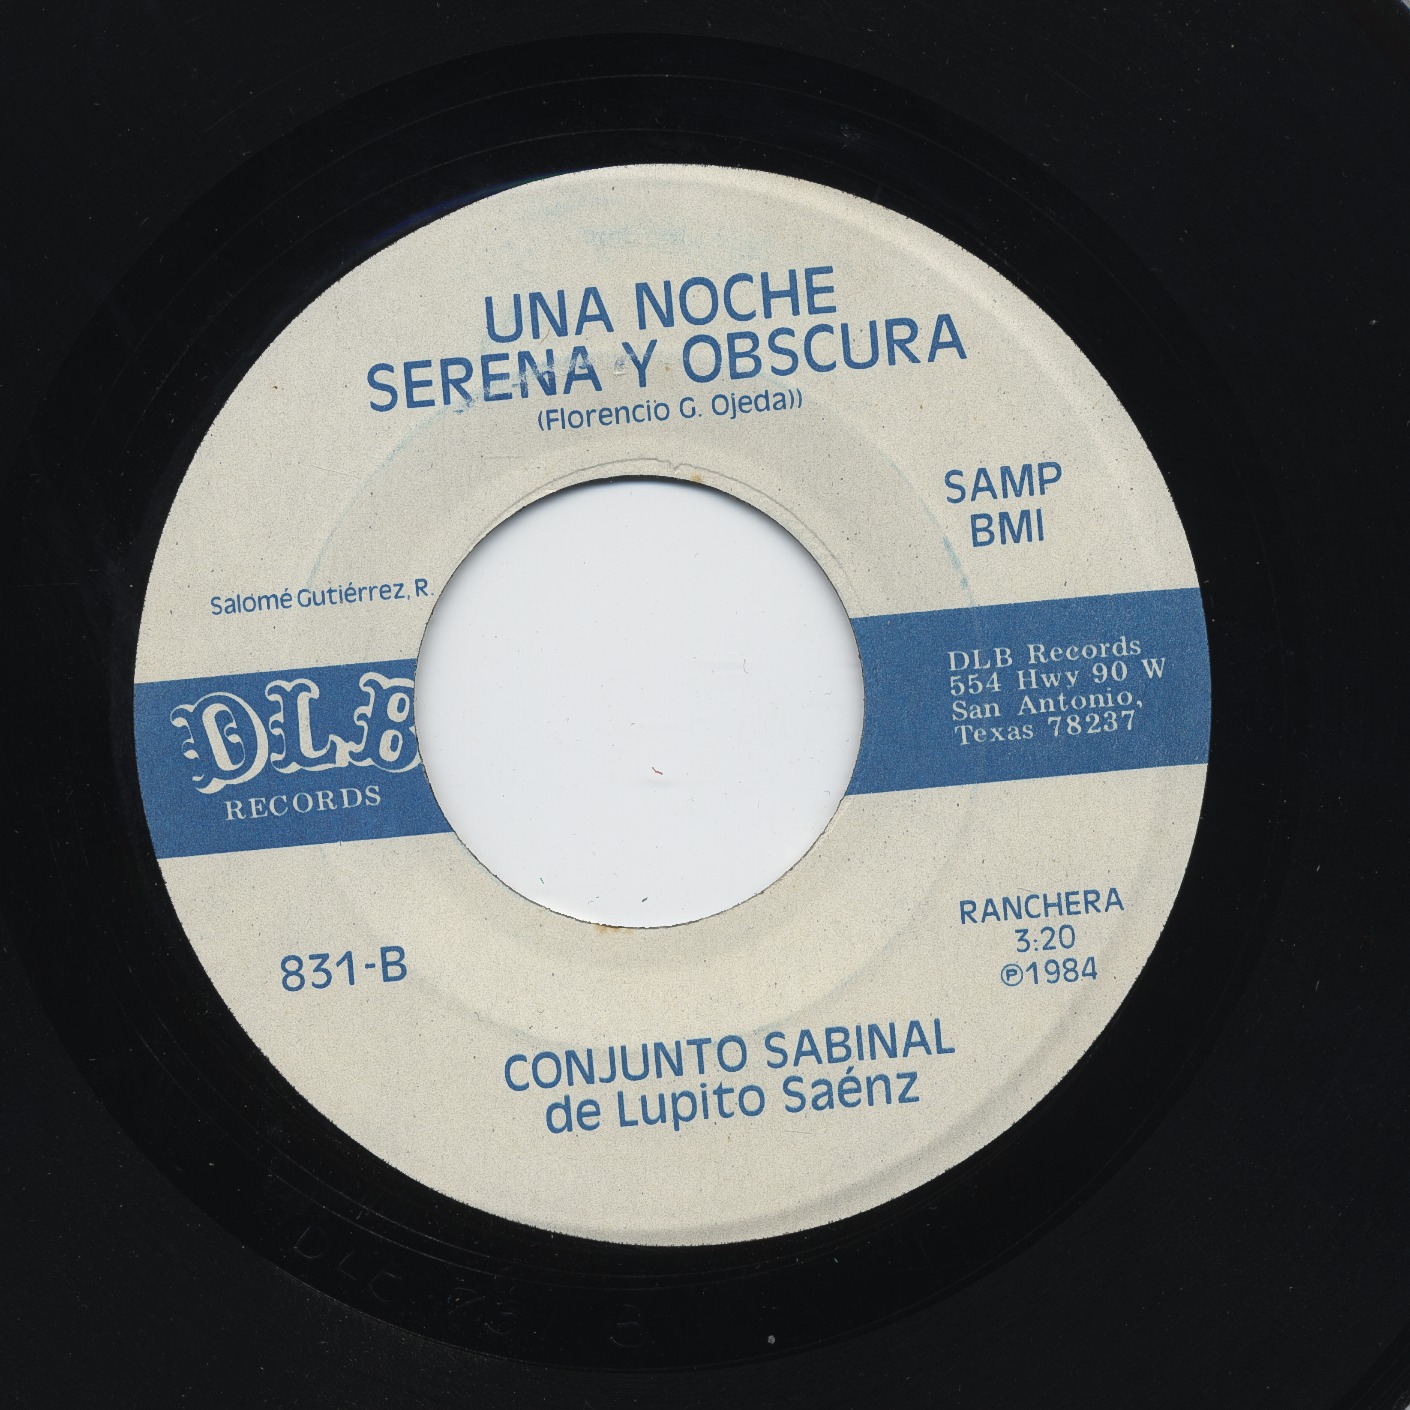 UNA NOCHE
SERENA Y OBSCURA
(Florencio G. Ojeda))
SAMP
BMI
Salomé Gutiérrez, R.
DLB
RECORDS
DLB Records
554 Hwy 90 W
San Antonio,
Texas 78237
831-B
RANCHERA
3:20
℗1984
CONJUNTO SABINAL
de Lupito Saénz